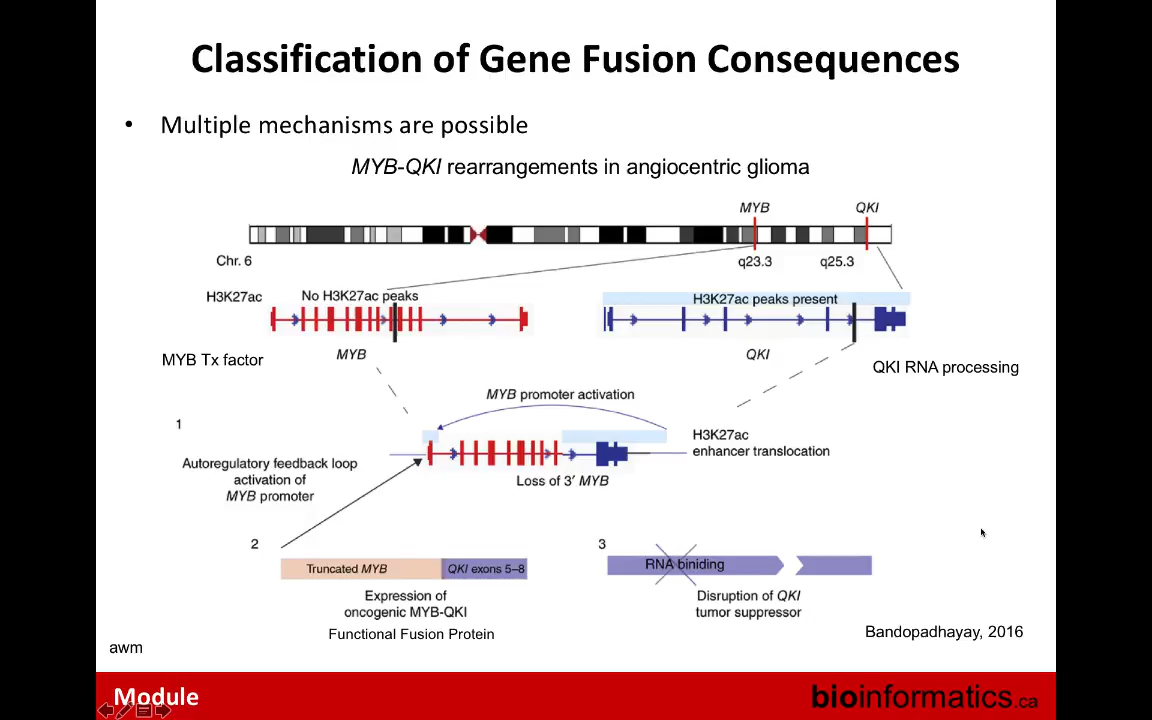 Classification of Gene Fusion Consequences
• Multiple mechanisms are possible
MYB-QKI rearrangements in angiocentric glioma
MYB
QKI
Chr. 6
q23.3
q25.3
H3K27ac
No H3K27ac peaks
H3K27ac peaks present
MYB Tx factor
MYB
QKI
QKI RNA processing
MYB promoter activation
1
H3K27ac
enhancer translocation
Autoregulatory feedback loop
activation of
MYB promoter
Loss of 3′ MYB
2
Truncated MYB
QKI exons 5–8
Expression of
oncogenic MYB-QKI
Functional Fusion Protein
3
RNA biniding
Disruption of QKI
tumor suppressor
Bandopadhayay, 2016
awm
Module
bioinformatics.ca